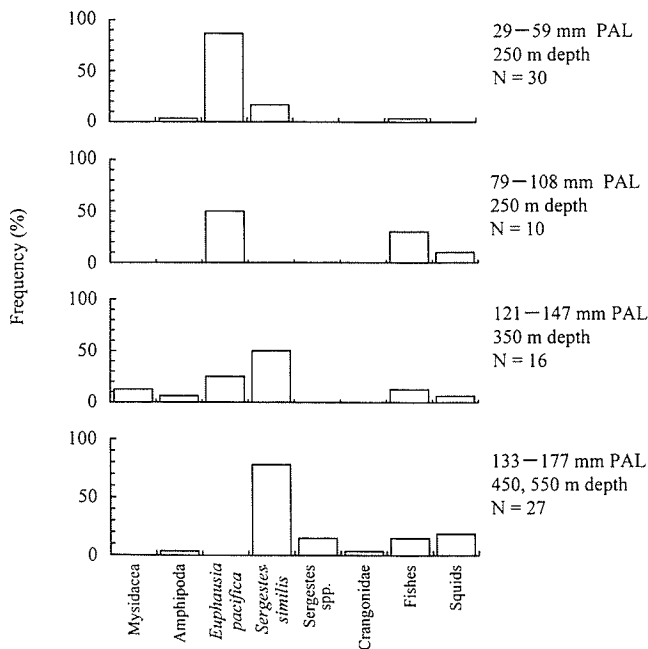 Frequency (%)
100
50
0
29−59 mm PAL
250 m depth
N = 30
100
50
0
79−108 mm PAL
250 m depth
N = 10
100
50
0
121−147 mm PAL
350 m depth
N = 16
100
50
0
133−177 mm PAL
450, 550 m depth
N = 27
Mysidacea
Amphipoda
Euphausia
pacifica
Sergestes
similis
Sergestes
spp.
Crangonidae
Fishes
Squids